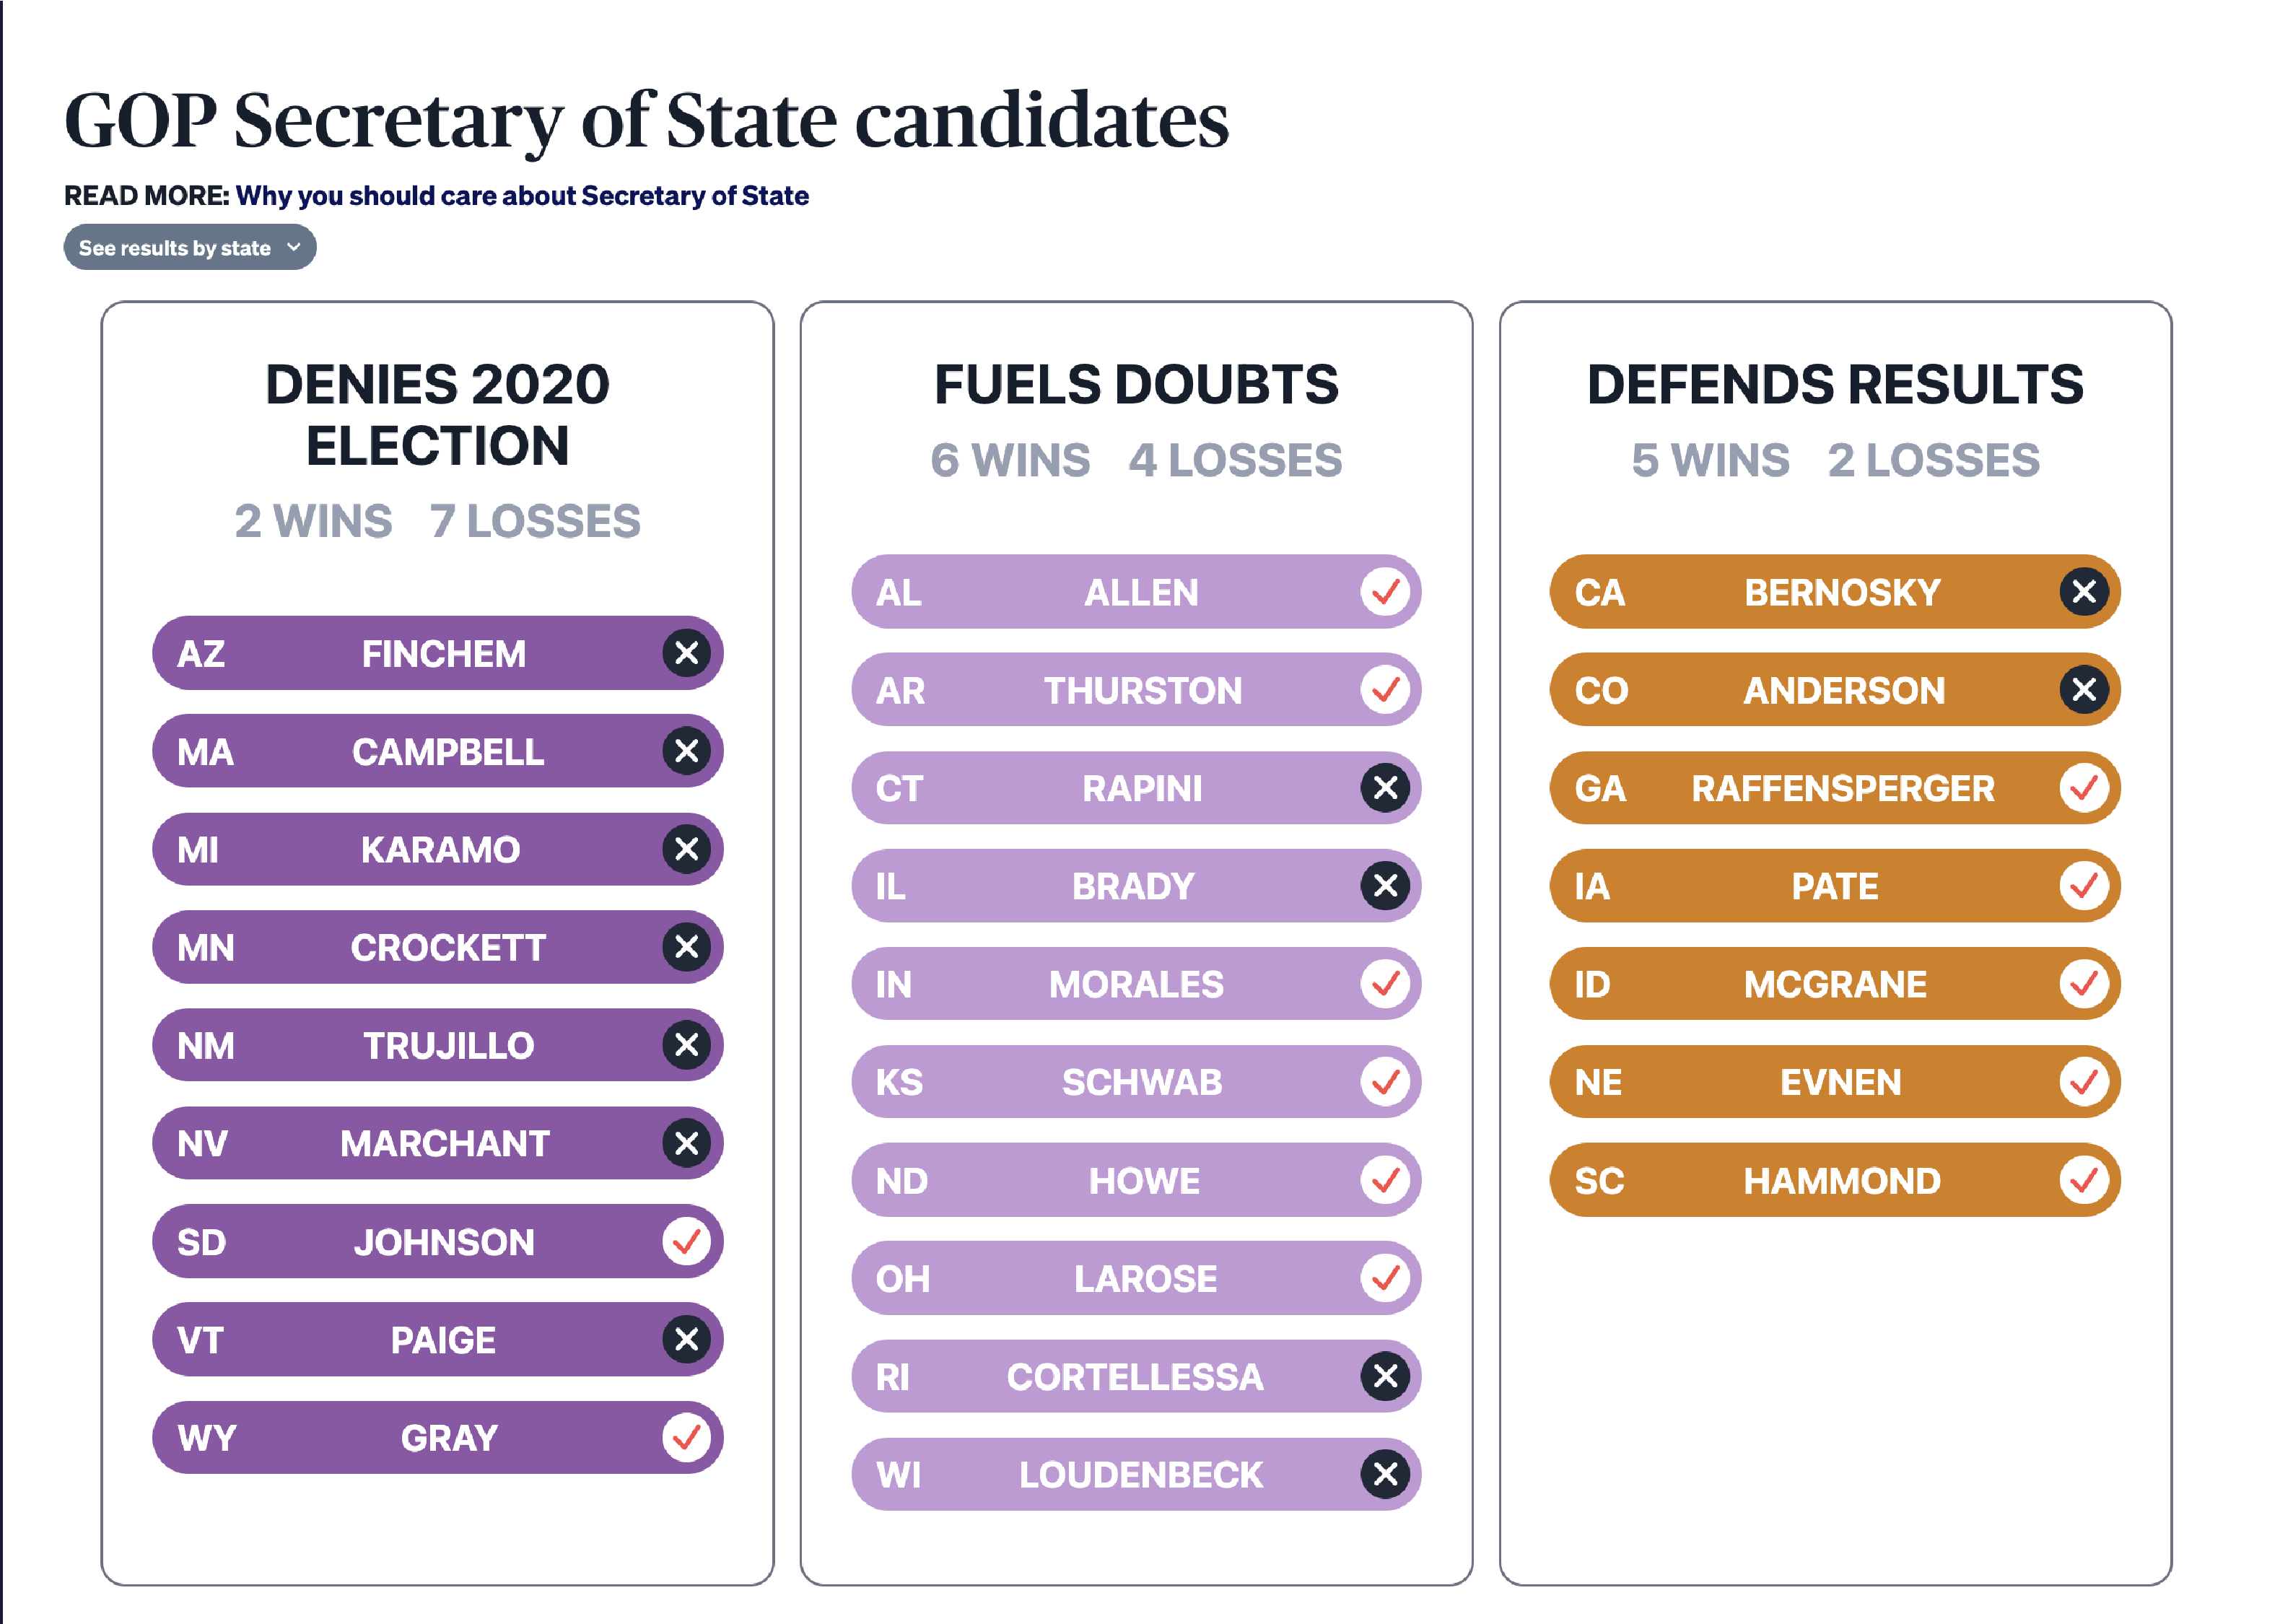 GOP Secretary of State candidates
READ MORE: Why you should care about Secretary of State
See results by state
DENIES 2020
ELECTION
2 WINS 7 LOSSES
AZ FINCHEM
MA CAMPBELL
MI KARAMO
MN CROCKETT
NM TRUJILLO
NV MARCHANT
SD JOHNSON
VT PAIGE
WY GRAY
FUELS DOUBTS
6 WINS 4 LOSSES
AL ALLEN
AR THURSTON
CT RAPINI
IL BRADY
IN MORALES
KS SCHWAB
ND HOWE
OH LAROSE
RI CORTELLESSA
WI LOUDENBECK
DEFENDS RESULTS
5 WINS 2 LOSSES
CA BERNOSKY
CO ANDERSON
GA RAFFENSPERGER
IA PATE
ID MCGRANE
NE EVNEN
SC HAMMOND